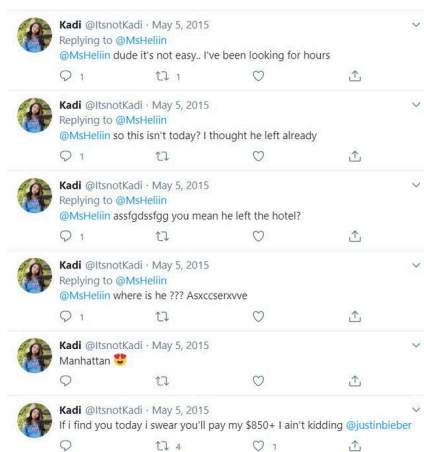 Kadi @ItsnotKadi · May 5, 2015
Replying to @MsHeliin
@MsHeliin dude it's not easy.. I've been looking for hours
1 1
Kadi @ItsnotKadi · May 5, 2015
Replying to @MsHeliin
@MsHeliin so this isn't today? I thought he left already
1
Kadi @ItsnotKadi · May 5, 2015
Replying to @MsHeliin
@MsHeliin assfgdssfgg you mean he left the hotel?
1
Kadi @ItsnotKadi · May 5, 2015
Replying to @MsHeliin
@MsHeliin where is he ??? Asxccserxvve
1
Kadi @ItsnotKadi · May 5, 2015
Manhattan 😍
Kadi @ItsnotKadi · May 5, 2015
If i find you today i swear you'll pay my $850+ I ain't kidding @justinbieber
4 1